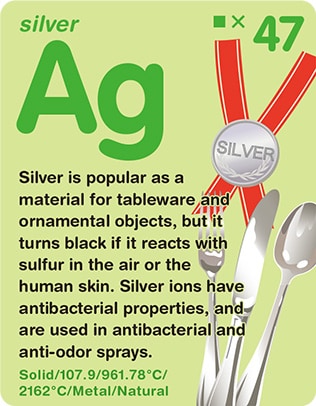 silver
■× 47
Ag
SILVER
Silver is popular as a
material for tableware and
ornamental objects, but it
turns black if it reacts with
sulfur in the air or the
human skin. Silver ions have
antibacterial properties, and
are used in antibacterial and
anti-odor sprays.
Solid/107.9/961.78°C/
2162°C/Metal/Natural